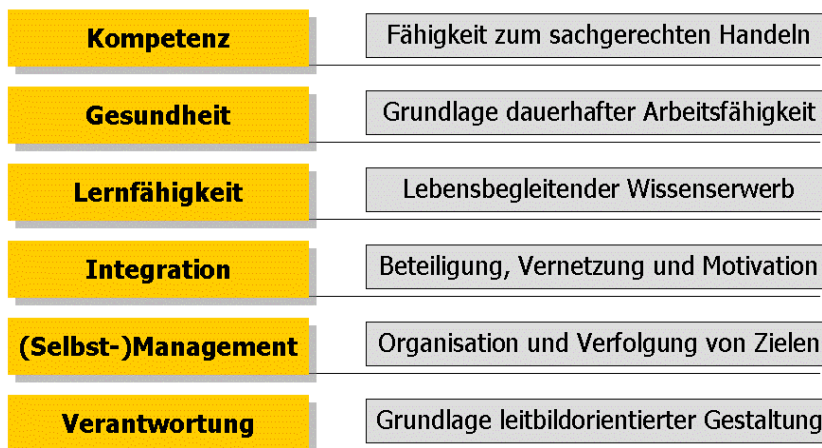 Kompetenz Fähigkeit zum sachgerechten Handeln
Gesundheit Grundlage dauerhafter Arbeitsfähigkeit
Lernfähigkeit Lebensbegleitender Wissenserwerb
Integration Beteiligung, Vernetzung und Motivation
(Selbst-)Management Organisation und Verfolgung von Zielen
Verantwortung Grundlage leitbildorientierter Gestaltung